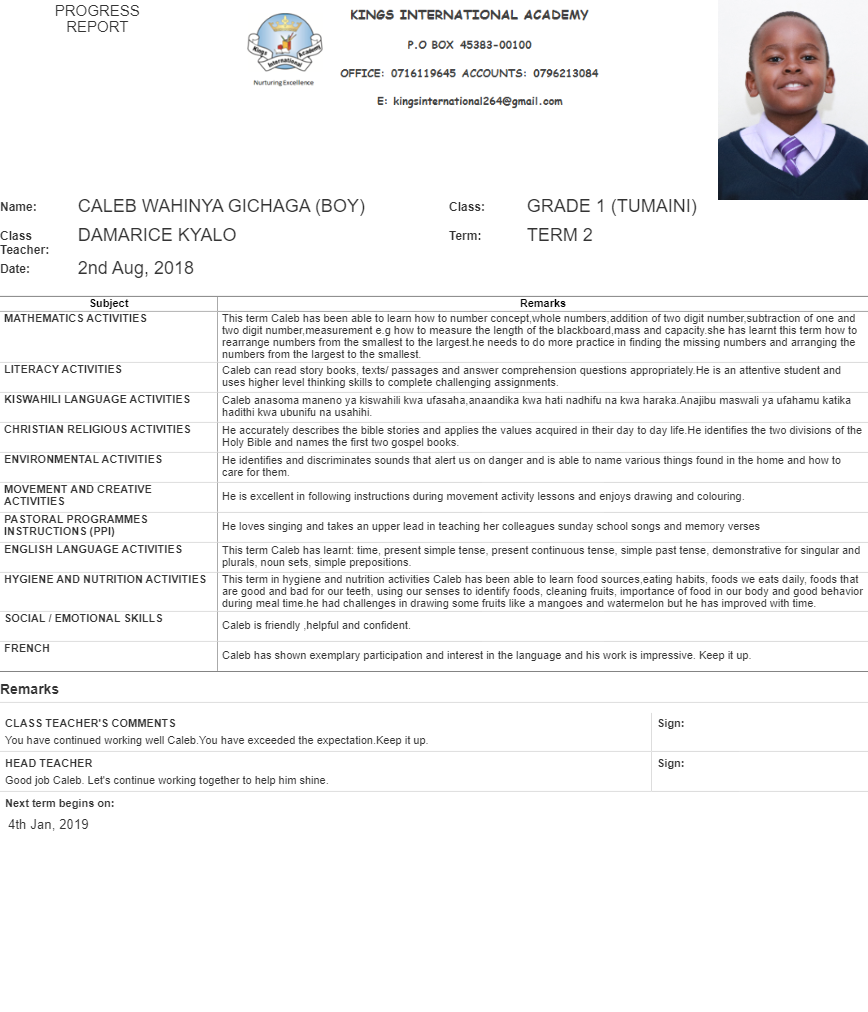 PROGRESS
REPORT
Kings Academy
International
Nurturing Excellence
KINGS INTERNATIONAL ACADEMY
P.O BOX 45383-00100
OFFICE: 0716119645 ACCOUNTS: 0796213084
E: kingsinternational264@gmail.com
Name: CALEB WAHINYA GICHAGA (BOY) Class: GRADE 1 (TUMAINI)
Class Teacher: DAMARICE KYALO Term: TERM 2
Date: 2nd Aug, 2018
Subject Remarks
MATHEMATICS ACTIVITIES
This term Caleb has been able to learn how to number concept,whole numbers,addition of two digit number,subtraction of one and
two digit number,measurement e.g how to measure the length of the blackboard,mass and capacity.she has learnt this term how to
rearrange numbers from the smallest to the largest.he needs to do more practice in finding the missing numbers and arranging the
numbers from the largest to the smallest.
LITERACY ACTIVITIES
Caleb can read story books, texts/ passages and answer comprehension questions appropriately.He is an attentive student and
uses higher level thinking skills to complete challenging assignments.
KISWAHILI LANGUAGE ACTIVITIES
Caleb anasoma maneno ya kiswahili kwa ufasaha,anaandika kwa hati nadhifu na kwa haraka.Anajibu maswali ya ufahamu katika
hadithi kwa ubunifu na usahihi.
CHRISTIAN RELIGIOUS ACTIVITIES
He accurately describes the bible stories and applies the values acquired in their day to day life.He identifies the two divisions of the
Holy Bible and names the first two gospel books.
ENVIRONMENTAL ACTIVITIES
He identifies and discriminates sounds that alert us on danger and is able to name various things found in the home and how to
care for them.
MOVEMENT AND CREATIVE
ACTIVITIES
He is excellent in following instructions during movement activity lessons and enjoys drawing and colouring.
PASTORAL PROGRAMMES
INSTRUCTIONS (PPI)
He loves singing and takes an upper lead in teaching her colleagues sunday school songs and memory verses
ENGLISH LANGUAGE ACTIVITIES
This term Caleb has learnt: time, present simple tense, present continuous tense, simple past tense, demonstrative for singular and
plurals, noun sets, simple prepositions.
HYGIENE AND NUTRITION ACTIVITIES
This term in hygiene and nutrition activities Caleb has been able to learn food sources,eating habits, foods we eats daily, foods that
are good and bad for our teeth, using our senses to identify foods, cleaning fruits, importance of food in our body and good behavior
during meal time.he had challenges in drawing some fruits like a mangoes and watermelon but he has improved with time.
SOCIAL / EMOTIONAL SKILLS
Caleb is friendly ,helpful and confident.
FRENCH
Caleb has shown exemplary participation and interest in the language and his work is impressive. Keep it up.
Remarks
CLASS TEACHER'S COMMENTS Sign:
You have continued working well Caleb.You have exceeded the expectation.Keep it up.
HEAD TEACHER Sign:
Good job Caleb. Let's continue working together to help him shine.
Next term begins on:
4th Jan, 2019